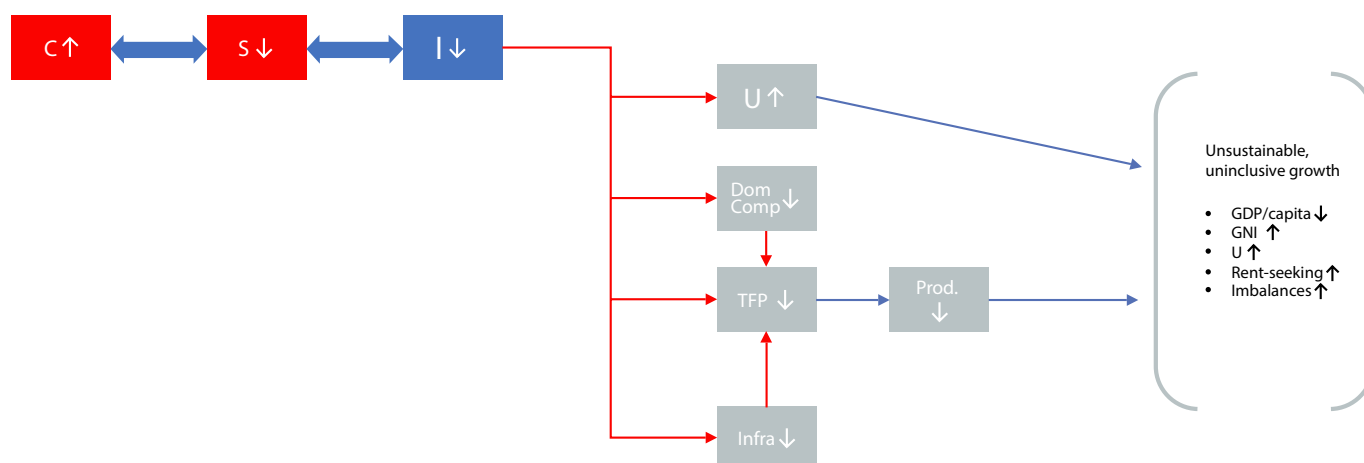 C ↑
S ↓
I ↓
U ↑
Dom
Comp ↓
TFP ↓
Prod.
↓
Infra ↓
Unsustainable,
uninclusive growth
• GDP/capita ↓
• GNI ↑
• U ↑
• Rent-seeking ↑
• Imbalances ↑